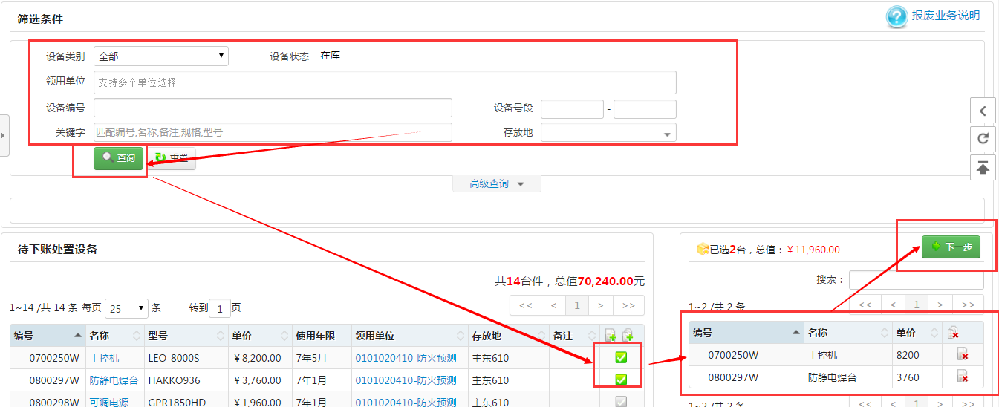 筛选条件
报废业务说明
设备类别 全部 设备状态 在库
领用单位 支持多个单位选择
设备编号 设备号段 -
关键字 匹配编号,名称,备注,规格,型号 存放地
查询 重置
高级查询
待下账处置设备
已选2台，总值：￥11,960.00 下一步
共14台件，总值70,240.00元
搜索：
1~14 /共 14 条 每页 25 条 转到 1 页 << < 1 > >>
1~2 /共 2 条 << < 1 > >>
编号 名称 型号 单价 使用年限 领用单位 存放地 备注
0700250W 工控机 LEO-8000S ￥8,200.00 7年5月 0101020410-防火预测 主东610
0800297W 防静电焊台 HAKKO936 ￥3,760.00 7年1月 0101020410-防火预测 主东610
0800298W 可调电源 GPR1850HD ￥1,960.00 7年1月 0101020410-防火预测 主东610
编号 名称 单价
0700250W 工控机 8200
0800297W 防静电焊台 3760
1~2 /共 2 条 << < 1 > >>